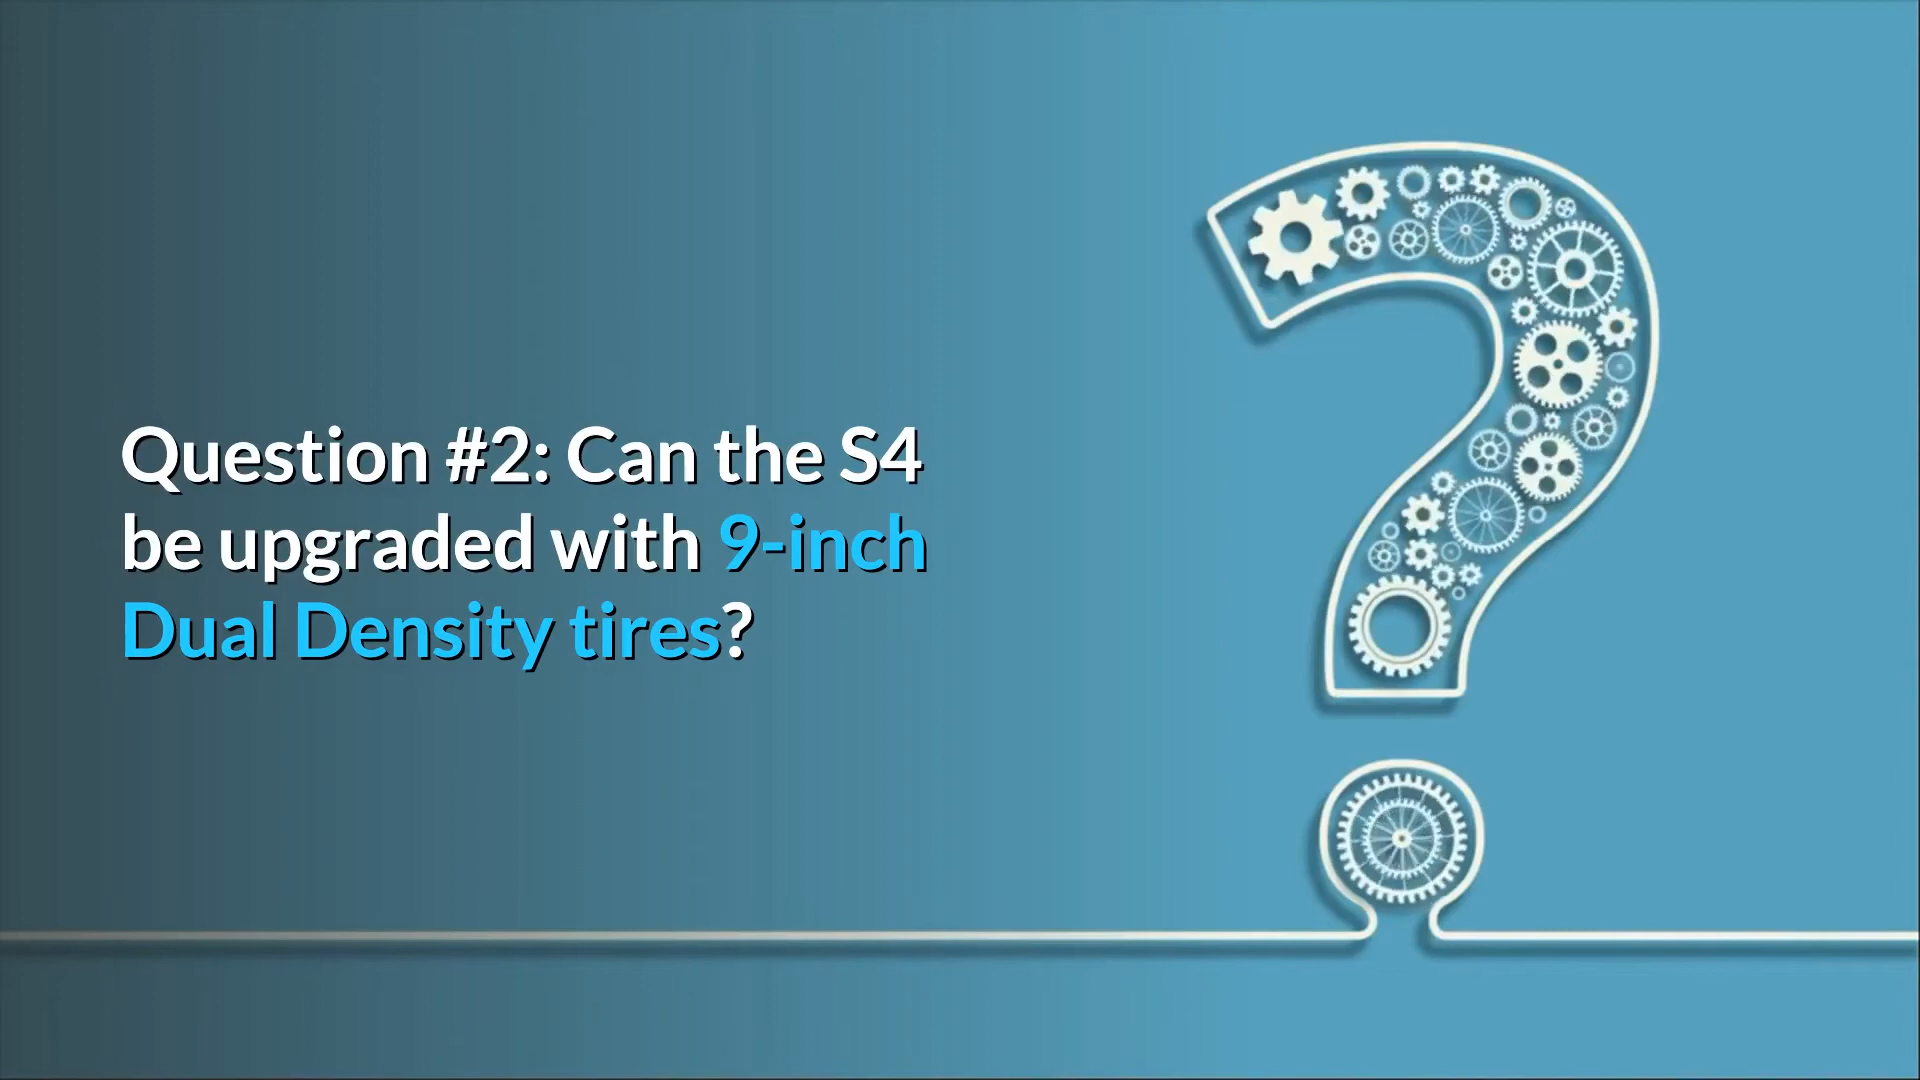 Question #2: Can the S4
be upgraded with 9-inch
Dual Density tires?